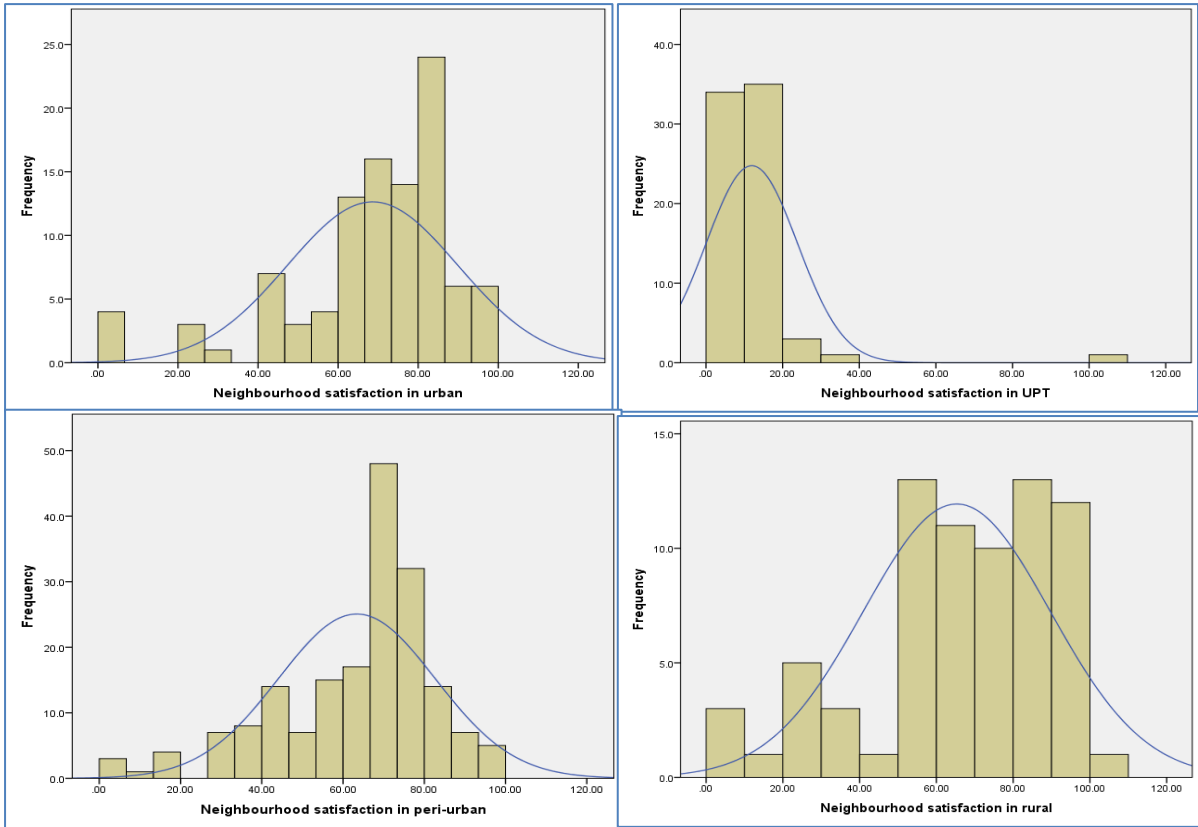 25.0
20.0
15.0
10.0
5.0
0.0
Frequency
.00 20.00 40.00 60.00 80.00 100.00 120.00
Neighbourhood satisfaction in urban
40.0
30.0
20.0
10.0
0.0
Frequency
.00 20.00 40.00 60.00 80.00 100.00 120.00
Neighbourhood satisfaction in UPT
50.0
40.0
30.0
20.0
10.0
0.0
Frequency
.00 20.00 40.00 60.00 80.00 100.00 120.00
Neighbourhood satisfaction in peri-urban
15.0
10.0
5.0
0.0
Frequency
.00 20.00 40.00 60.00 80.00 100.00 120.00
Neighbourhood satisfaction in rural